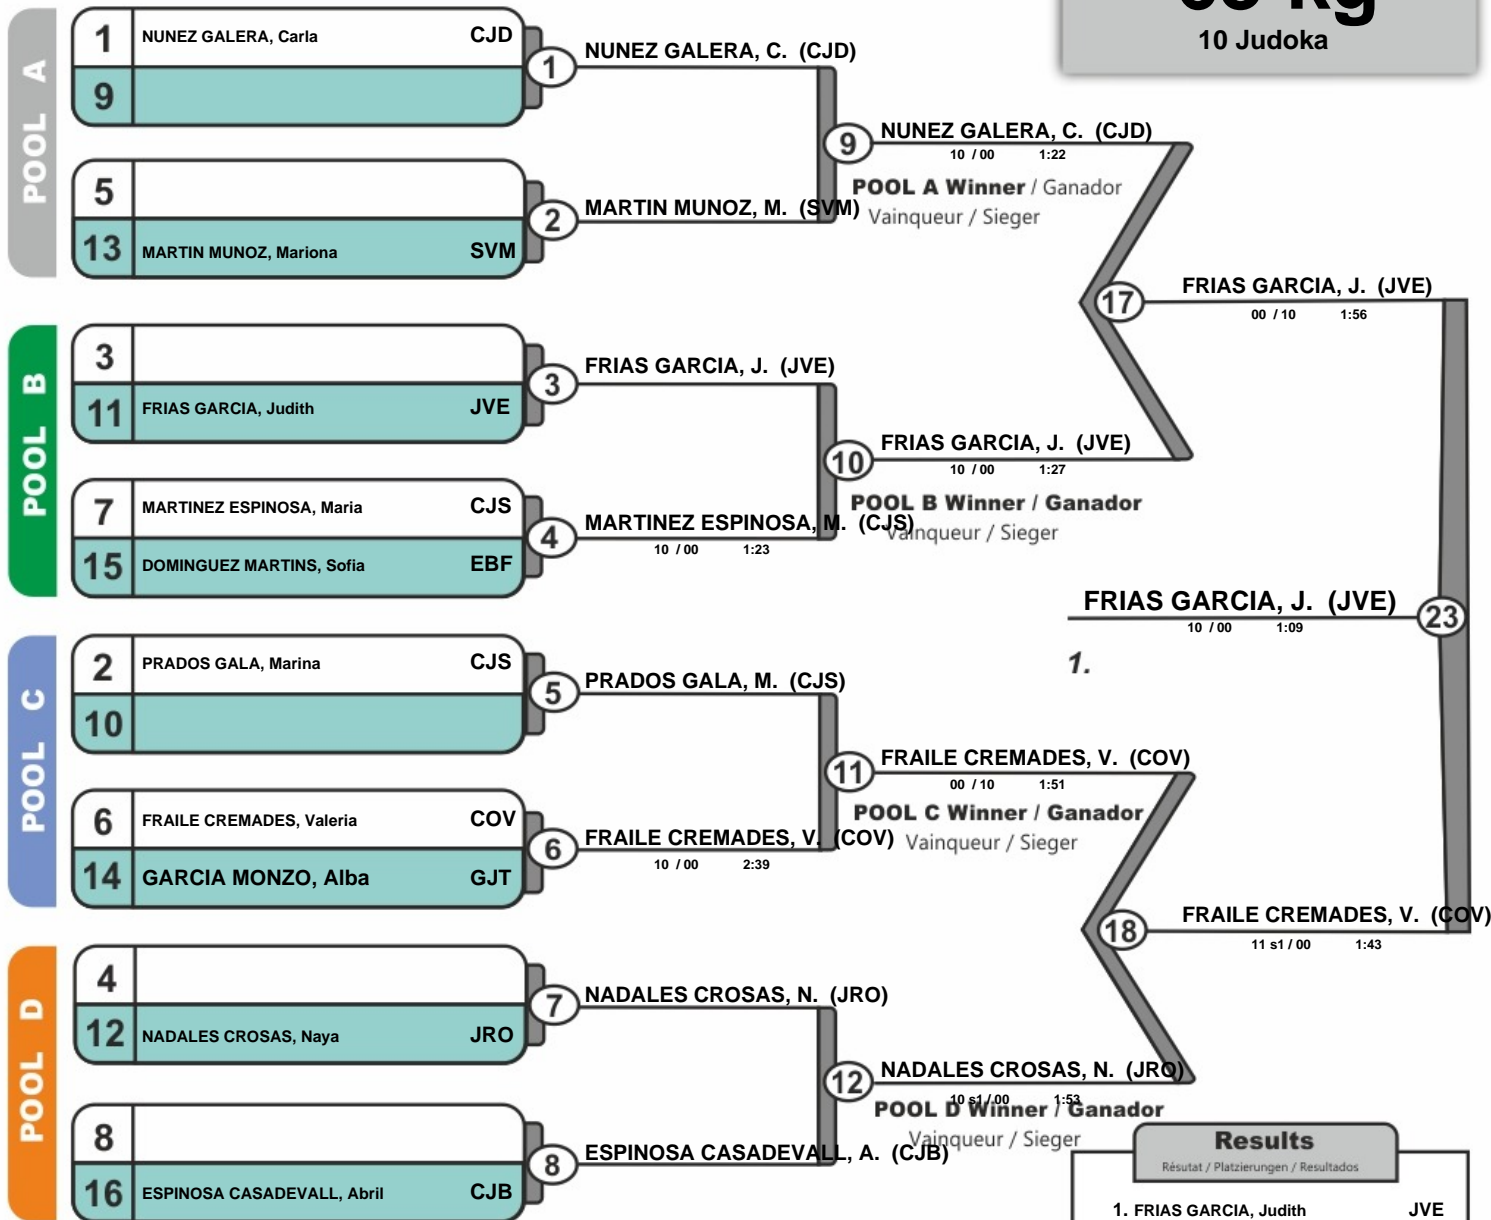 10 Judoka
POOL A
1 NUNEZ GALERA, Carla CJD
9
1
NUNEZ GALERA, C. (CJD)
5
13 MARTIN MUNOZ, Mariona SVM
2
MARTIN MUNOZ, M. (SVM)
9
NUNEZ GALERA, C. (CJD)
10 / 00 1:22
POOL A Winner / Ganador
Vainqueur / Sieger
POOL B
3
11 FRIAS GARCIA, Judith JVE
3
FRIAS GARCIA, J. (JVE)
7 MARTINEZ ESPINOSA, Maria CJS
15 DOMINGUEZ MARTINS, Sofia EBF
4
MARTINEZ ESPINOSA, M. (CJS)
10 / 00 1:23
10
FRIAS GARCIA, J. (JVE)
10 / 00 1:27
POOL B Winner / Ganador
Vainqueur / Sieger
17
FRIAS GARCIA, J. (JVE)
00 / 10 1:56
POOL C
2 PRADOS GALA, Marina CJS
10
5
PRADOS GALA, M. (CJS)
6 FRAILE CREMADES, Valeria COV
14 GARCIA MONZO, Alba GJT
6
FRAILE CREMADES, V. (COV)
10 / 00 2:39
11
FRAILE CREMADES, V. (COV)
00 / 10 1:51
POOL C Winner / Ganador
Vainqueur / Sieger
POOL D
4
12 NADALES CROSAS, Naya JRO
7
NADALES CROSAS, N. (JRO)
8
16 ESPINOSA CASADEVALL, Abril CJB
8
ESPINOSA CASADEVALL, A. (CJB)
12
NADALES CROSAS, N. (JRO)
10 s1 / 00 1:53
POOL D Winner / Ganador
Vainqueur / Sieger
18
FRAILE CREMADES, V. (COV)
11 s1 / 00 1:43
FRIAS GARCIA, J. (JVE)
23
10 / 00 1:09
1.
Results
Résutat / Platzierungen / Resultados
1. FRIAS GARCIA, Judith JVE